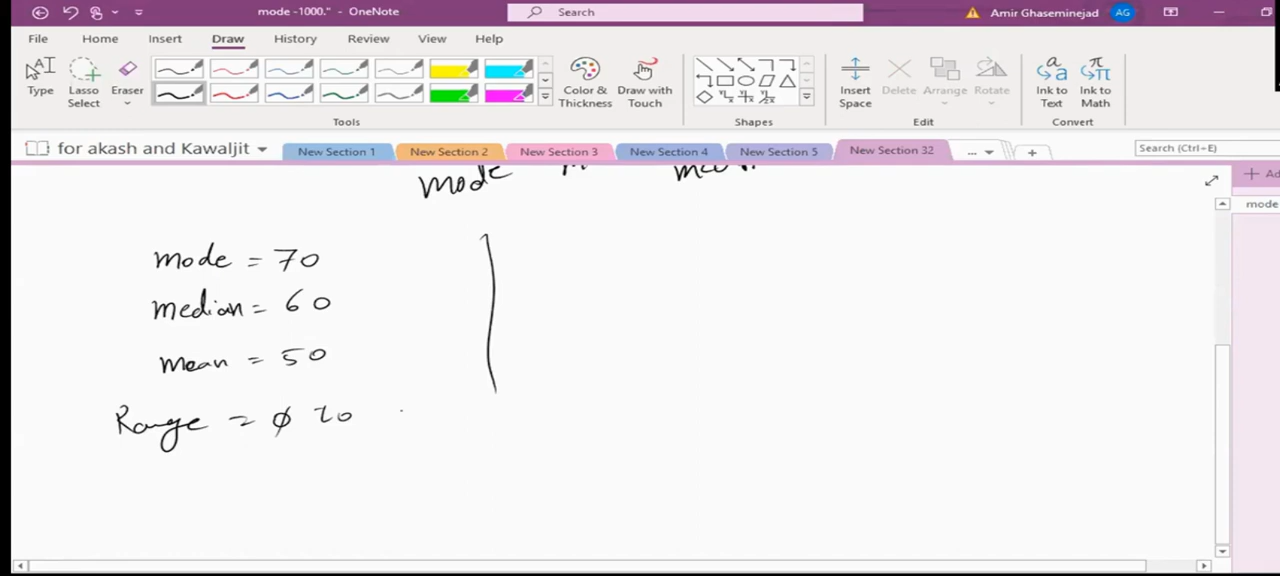 mode -1000." - OneNote
Search
Amir Ghaseminejad AG
File Home Insert Draw History Review View Help
Type
Lasso Select
Eraser
Color & Thickness
Draw with Touch
Insert Space
Delete
Arrange
Rotate
Ink to Text
Ink to Math
Tools
Shapes
Edit
Convert
for akash and Kawaljit
New Section 1
New Section 2
New Section 3
New Section 4
New Section 5
New Section 32
...
Search (Ctrl+E)
mode
mode = 70
median = 60
mean = 50
Range =
mode